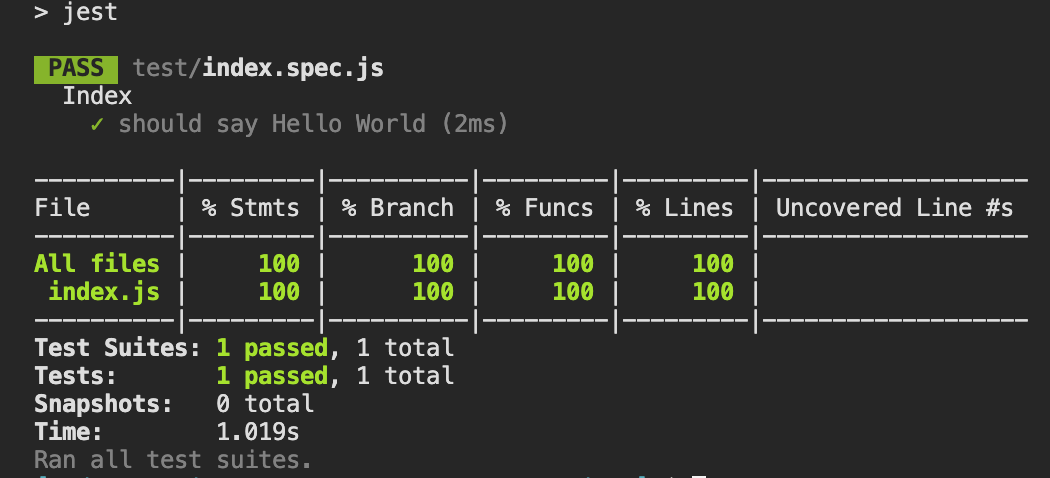 > jest
PASS test/index.spec.js
Index
✓ should say Hello World (2ms)
----------|---------|----------|---------|---------|-------------------
File      | % Stmts | % Branch | % Funcs | % Lines | Uncovered Line #s
----------|---------|----------|---------|---------|-------------------
All files |     100 |      100 |     100 |     100 |
 index.js |     100 |      100 |     100 |     100 |
----------|---------|----------|---------|---------|-------------------
Test Suites: 1 passed, 1 total
Tests:       1 passed, 1 total
Snapshots:   0 total
Time:        1.019s
Ran all test suites.